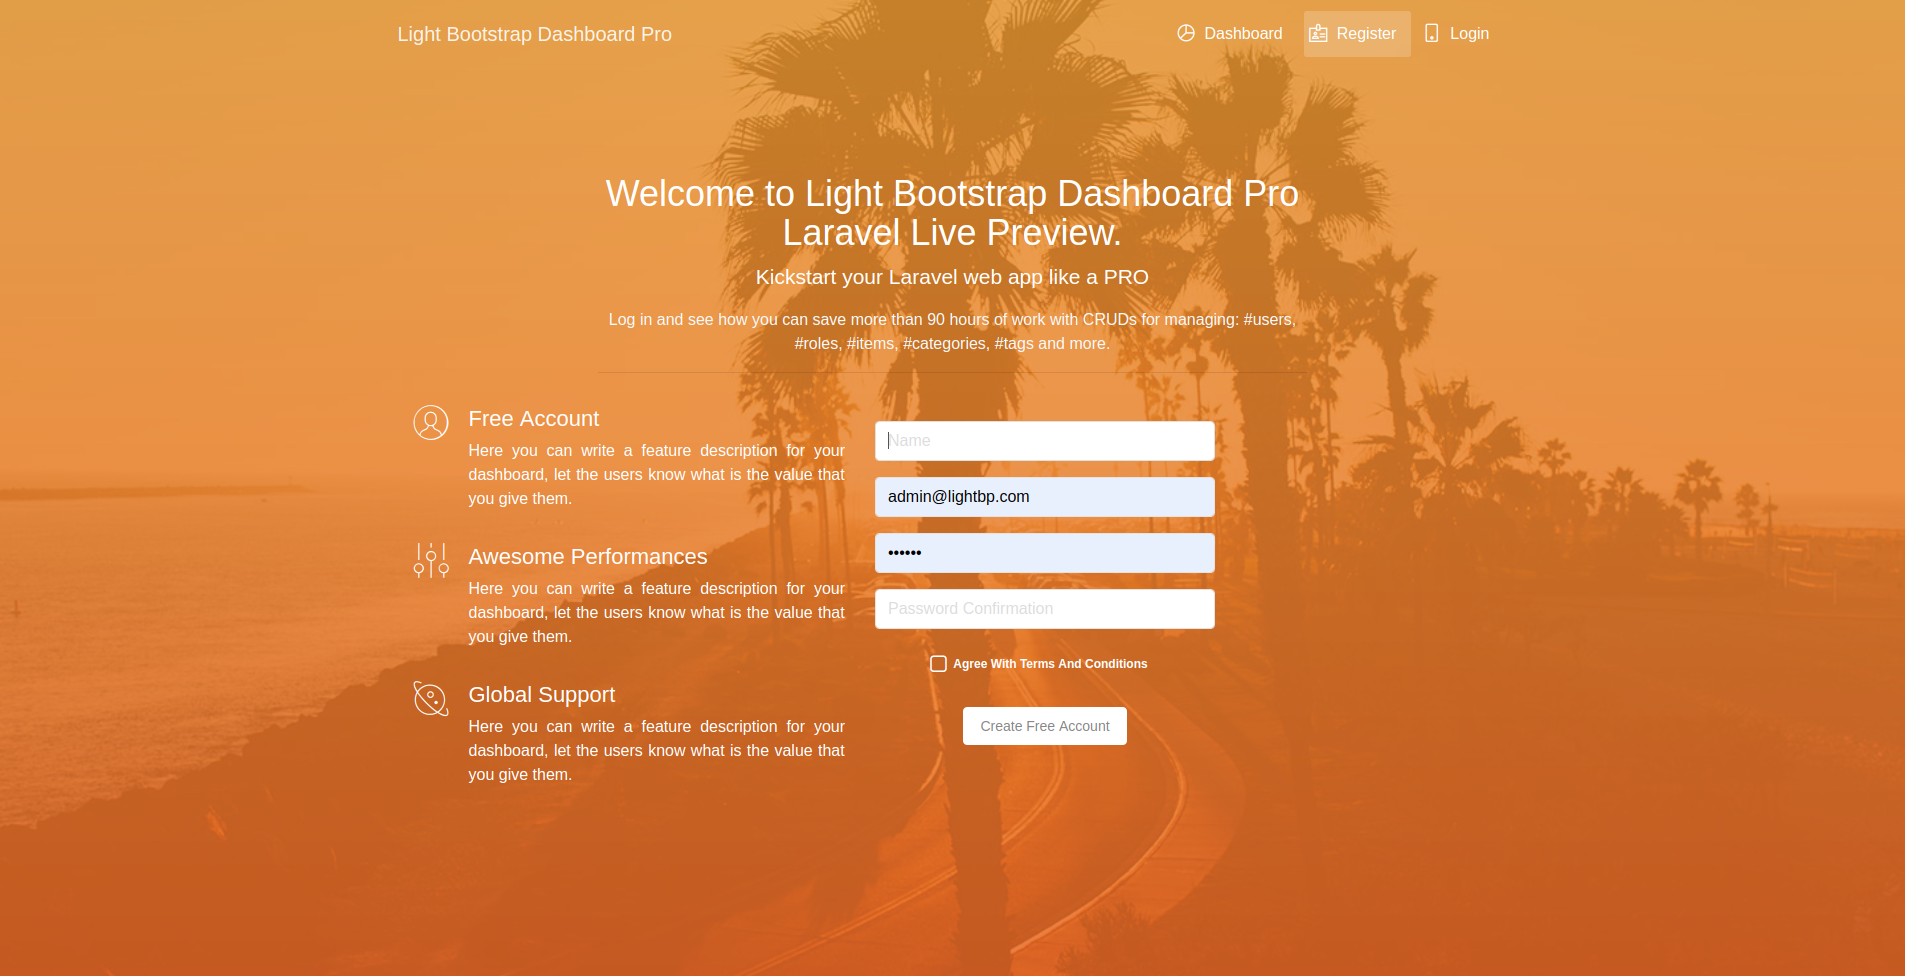 Light Bootstrap Dashboard Pro
Dashboard
Register
Login
Welcome to Light Bootstrap Dashboard Pro
Laravel Live Preview.
Kickstart your Laravel web app like a PRO
Log in and see how you can save more than 90 hours of work with CRUDs for managing: #users,
#roles, #items, #categories, #tags and more.
Free Account
Here you can write a feature description for your
dashboard, let the users know what is the value that
you give them.
Awesome Performances
Here you can write a feature description for your
dashboard, let the users know what is the value that
you give them.
Global Support
Here you can write a feature description for your
dashboard, let the users know what is the value that
you give them.
Name
admin@lightbp.com
••••••
Password Confirmation
Agree With Terms And Conditions
Create Free Account